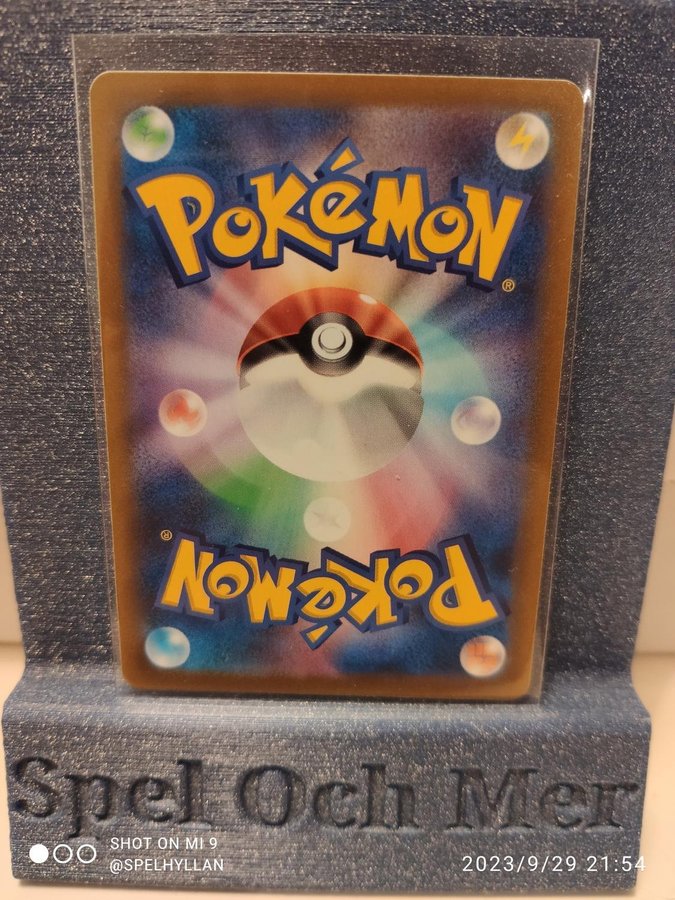 POKéMON
®
®
POKéMON
Spel Och Mer
SHOT ON MI 9
@SPELHYLLAN
2023/9/29 21:54